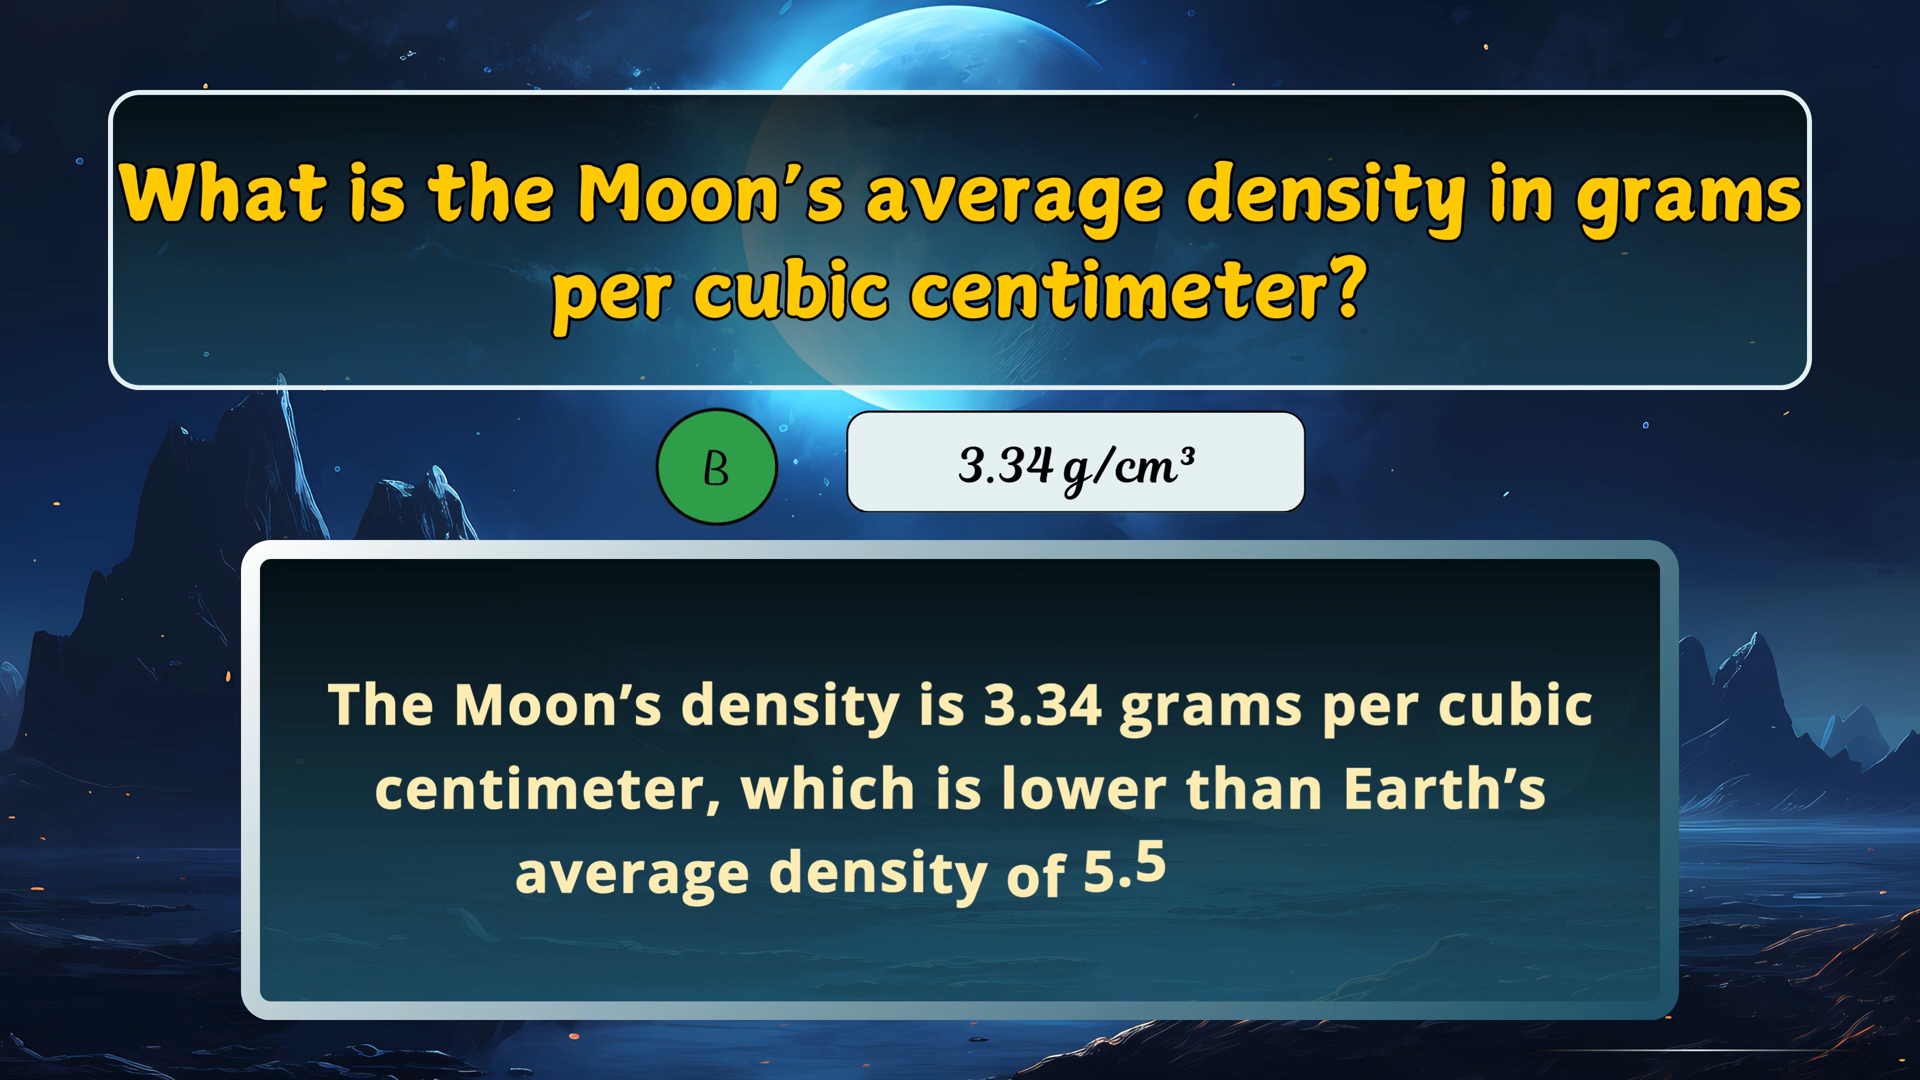 What is the Moon’s average density in grams
per cubic centimeter?
B
3.34 g/cm³
The Moon’s density is 3.34 grams per cubic
centimeter, which is lower than Earth’s
average density of 5.5